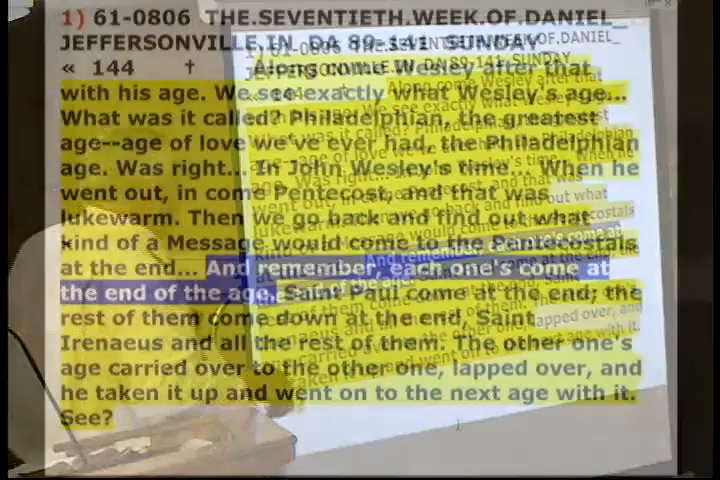 1) 61-0806 THE.SEVENTIETH.WEEK.OF.DANIEL_
JEFFERSONVILLE.IN DA 89-141 SUNDAY
« 144 † Along come Wesley after that
with his age. We see exactly what Wesley's age...
What was it called? Philadelphian, the greatest
age--age of love we've ever had, the Philadelphian
age. Was right... In John Wesley's time... When he
went out, in come Pentecost, and that was
lukewarm. Then we go back and find out what
kind of a Message would come to the Pentecostals
at the end... And remember, each one's come at
the end of the age. Saint Paul come at the end; the
rest of them come down at the end, Saint
Irenaeus and all the rest of them. The other one's
age carried over to the other one, lapped over, and
he taken it up and went on to the next age with it.
See?